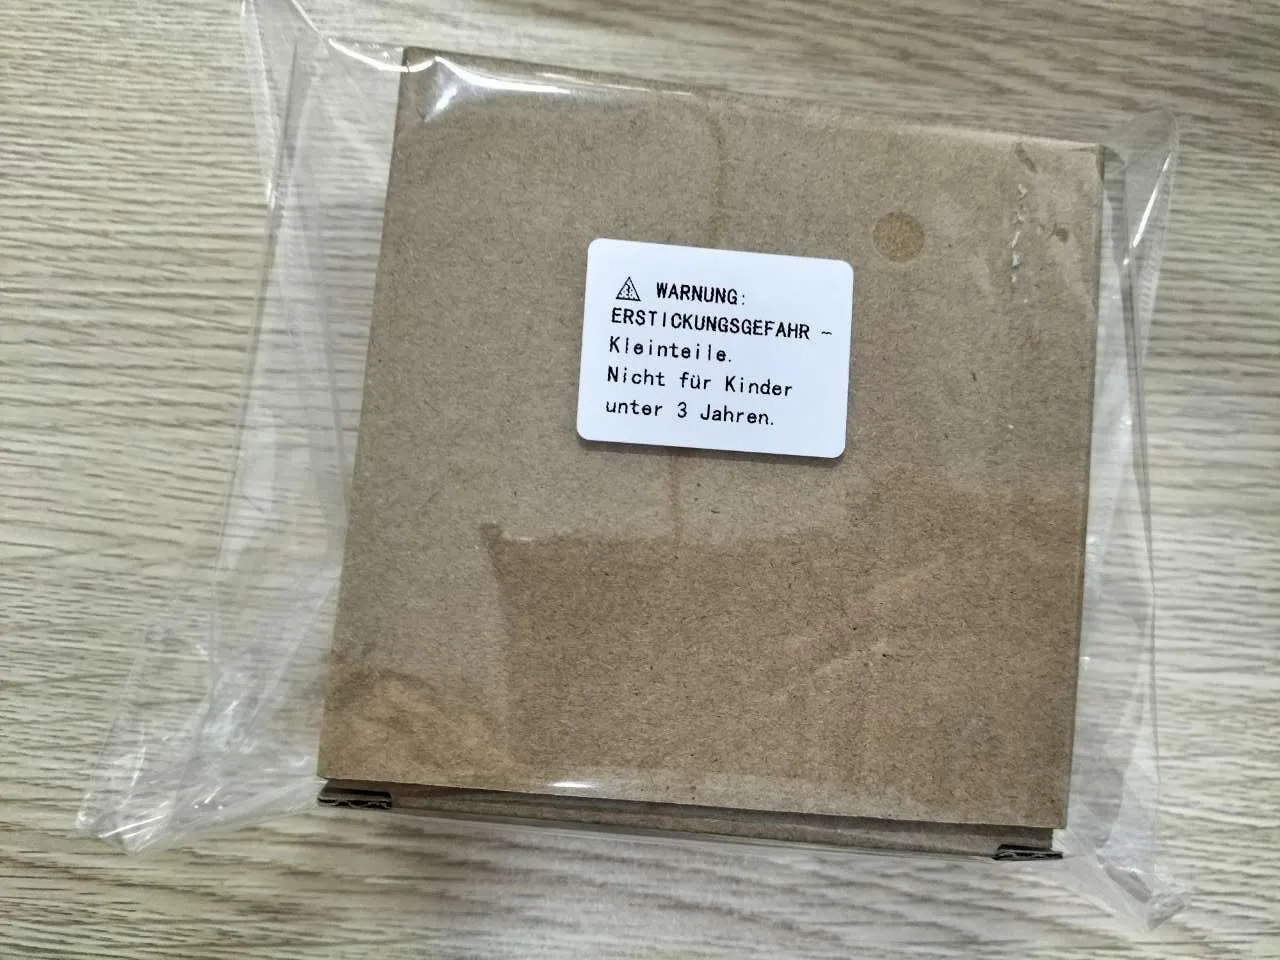 ⚠ WARNUNG:
ERSTICKUNGSGEFAHR ~
Kleinteile.
Nicht für Kinder
unter 3 Jahren.